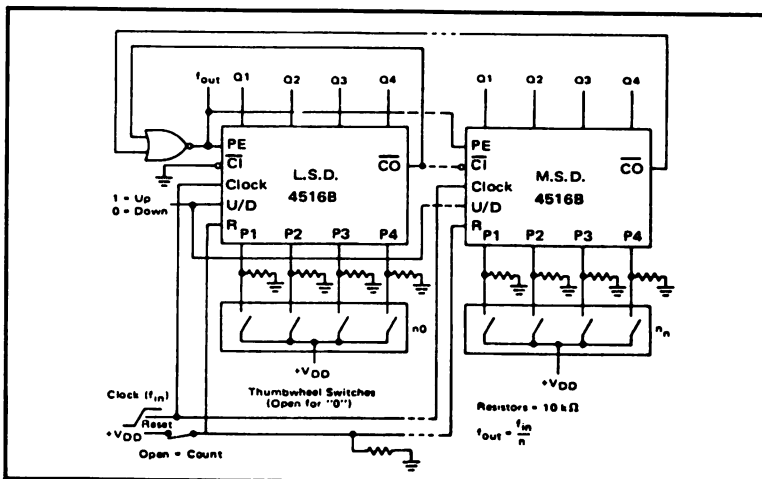 fout Q1 Q2 Q3 Q4
Q1 Q2 Q3 Q4
PE
CI
Clock
U/D
R
L.S.D.
4516B
CO
P1 P2 P3 P4
PE
CI
Clock
U/D
R
M.S.D.
4516B
CO
P1 P2 P3 P4
1 = Up
0 = Down
n0
+VDD
Thumbwheel Switches
(Open for "0")
nn
+VDD
Clock (fin)
Reset
+VDD
Open = Count
Resistors = 10 kΩ
fout = fin
n